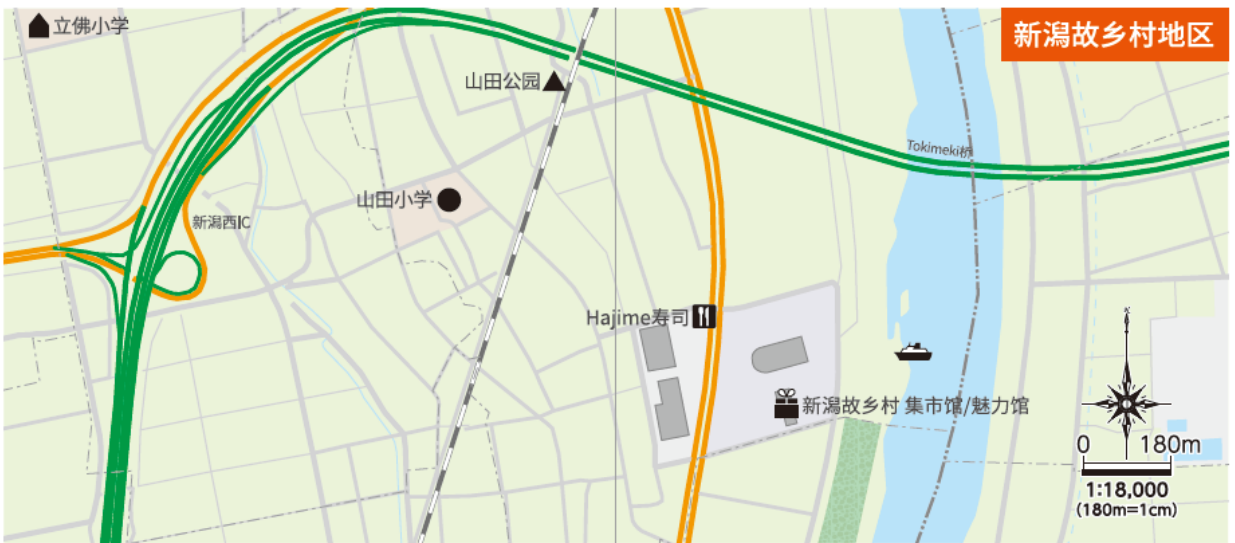 立佛小学
新潟故乡村地区
山田公园
Tokimeki桥
山田小学
新潟西IC
Hajime寿司
新潟故乡村 集市馆/魅力馆
N
0 180m
1:18,000
(180m=1cm)